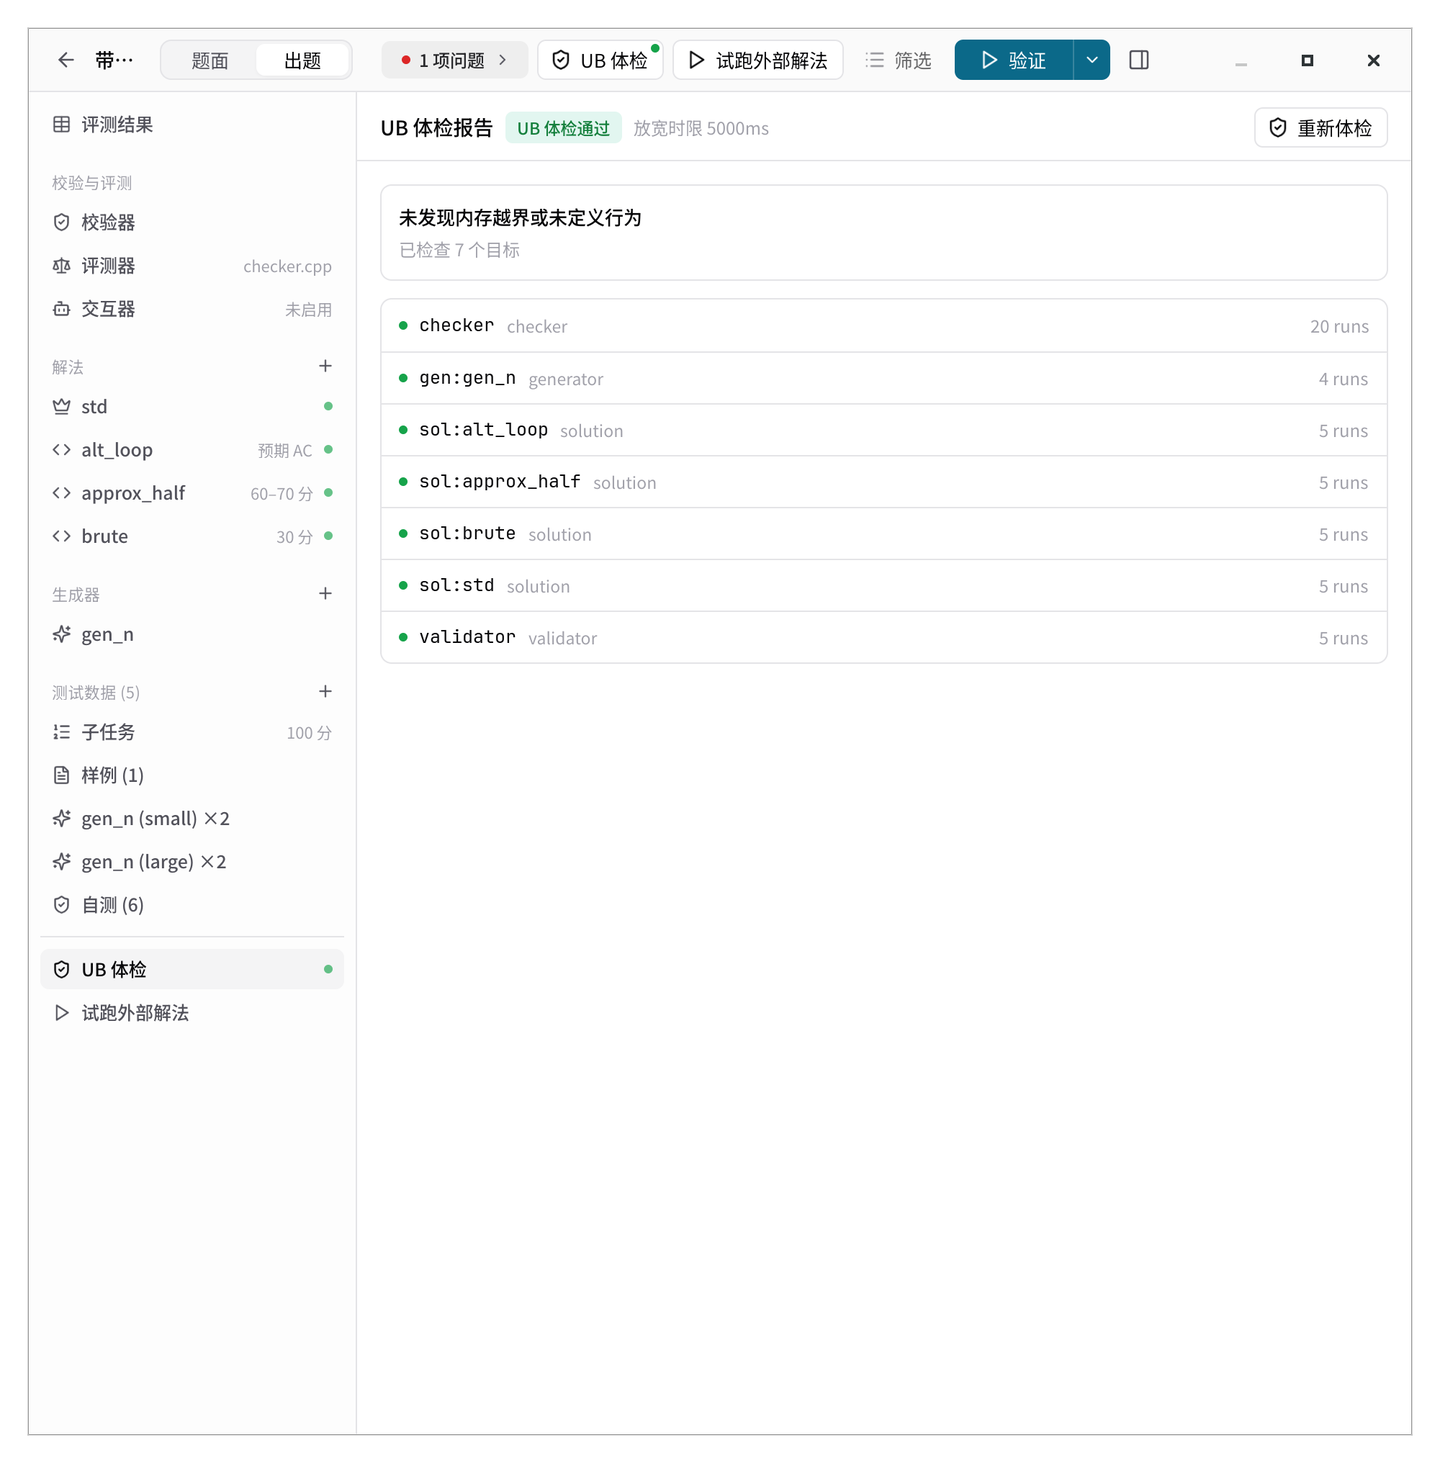 带…
题面
出题
1 项问题
UB 体检
试跑外部解法
筛选
验证
评测结果
校验与评测
校验器
评测器 checker.cpp
交互器 未启用
解法
std
alt_loop 预期 AC
approx_half 60–70 分
brute 30 分
生成器
gen_n
测试数据 (5)
子任务 100 分
样例 (1)
gen_n (small) ×2
gen_n (large) ×2
自测 (6)
UB 体检
试跑外部解法
UB 体检报告 UB 体检通过 放宽时限 5000ms
重新体检
未发现内存越界或未定义行为
已检查 7 个目标
checker checker 20 runs
gen:gen_n generator 4 runs
sol:alt_loop solution 5 runs
sol:approx_half solution 5 runs
sol:brute solution 5 runs
sol:std solution 5 runs
validator validator 5 runs